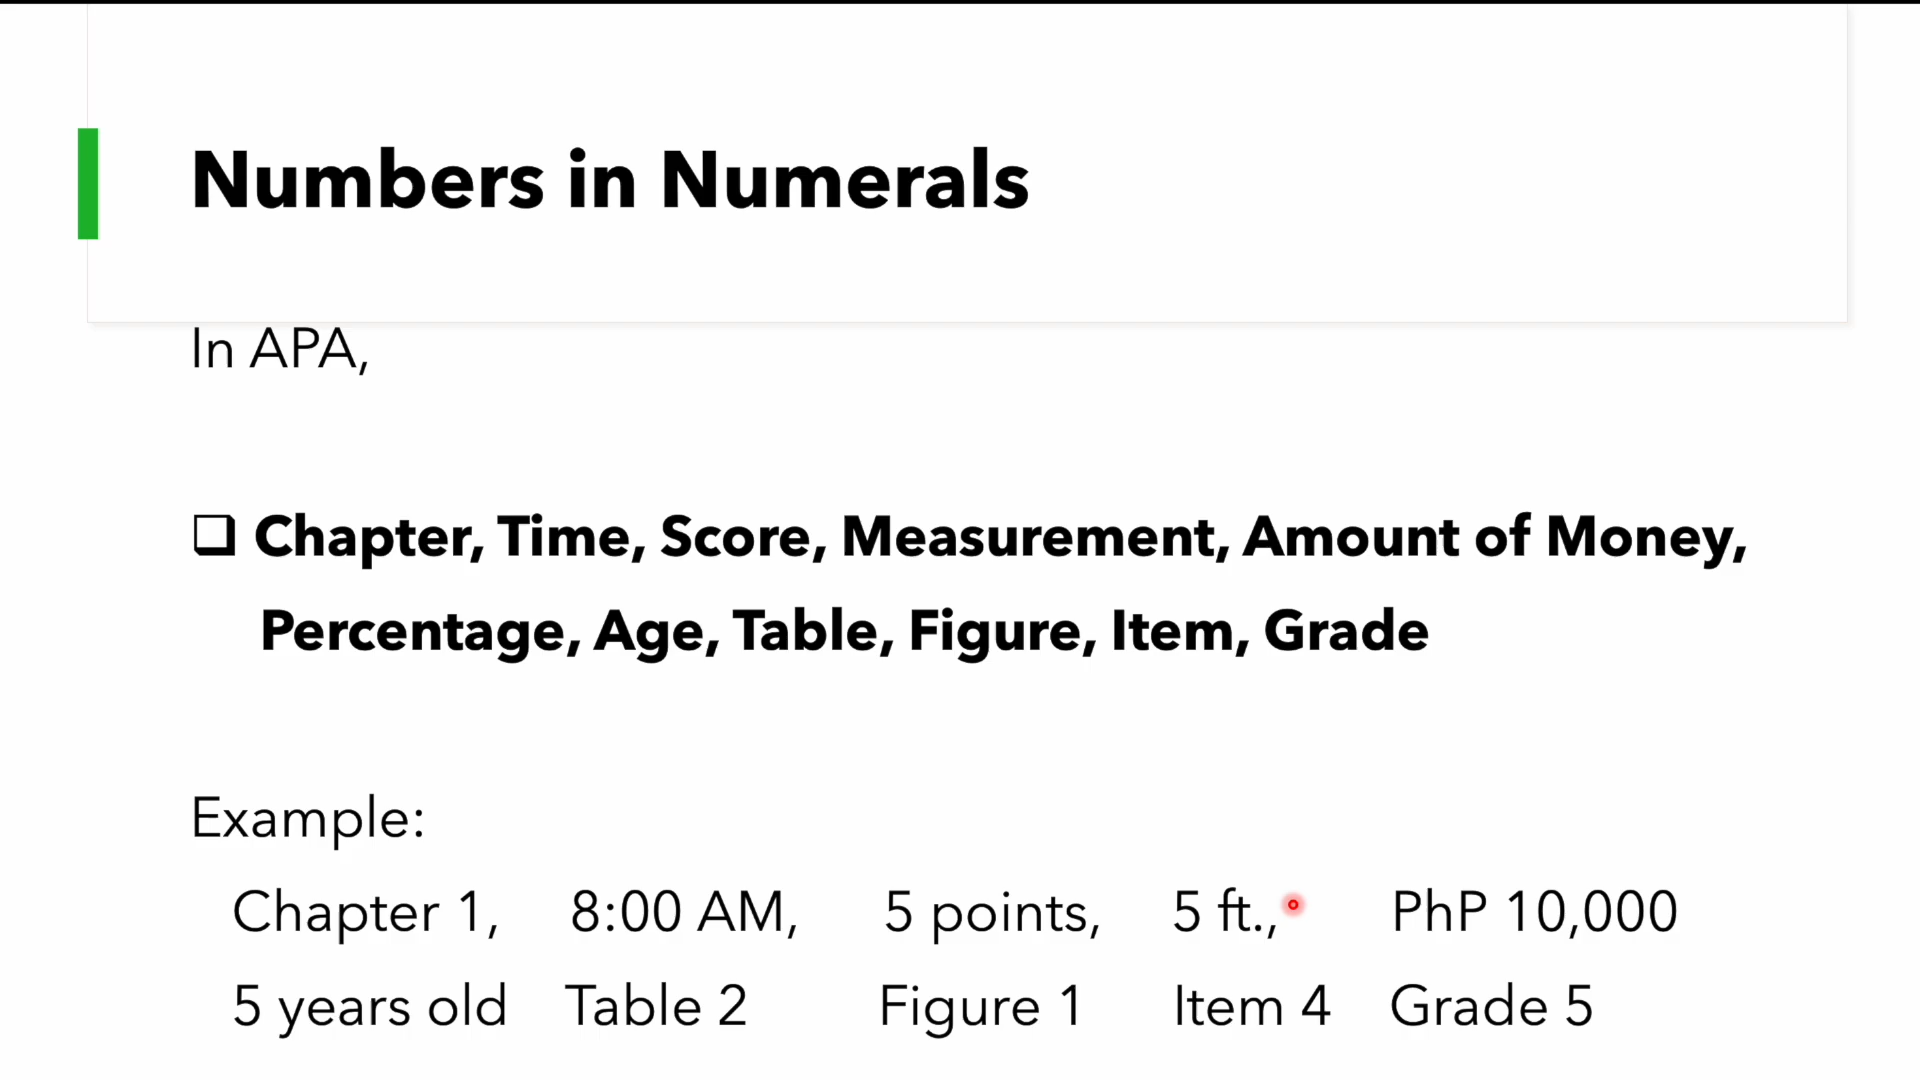 Numbers in Numerals
In APA,
❑ Chapter, Time, Score, Measurement, Amount of Money,
Percentage, Age, Table, Figure, Item, Grade
Example:
Chapter 1, 8:00 AM, 5 points, 5 ft., PhP 10,000
5 years old Table 2 Figure 1 Item 4 Grade 5